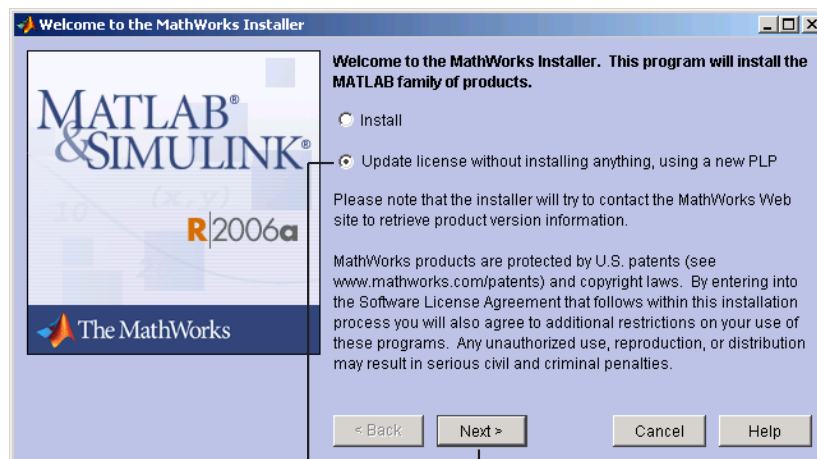 Welcome to the MathWorks Installer
MATLAB®
&SIMULINK®
R2006a
The MathWorks
Welcome to the MathWorks Installer. This program will install the
MATLAB family of products.
Install
Update license without installing anything, using a new PLP
Please note that the installer will try to contact the MathWorks Web
site to retrieve product version information.
MathWorks products are protected by U.S. patents (see
www.mathworks.com/patents) and copyright laws. By entering into
the Software License Agreement that follows within this installation
process you will also agree to additional restrictions on your use of
these programs. Any unauthorized use, reproduction, or distribution
may result in serious civil and criminal penalties.
< Back
Next >
Cancel
Help